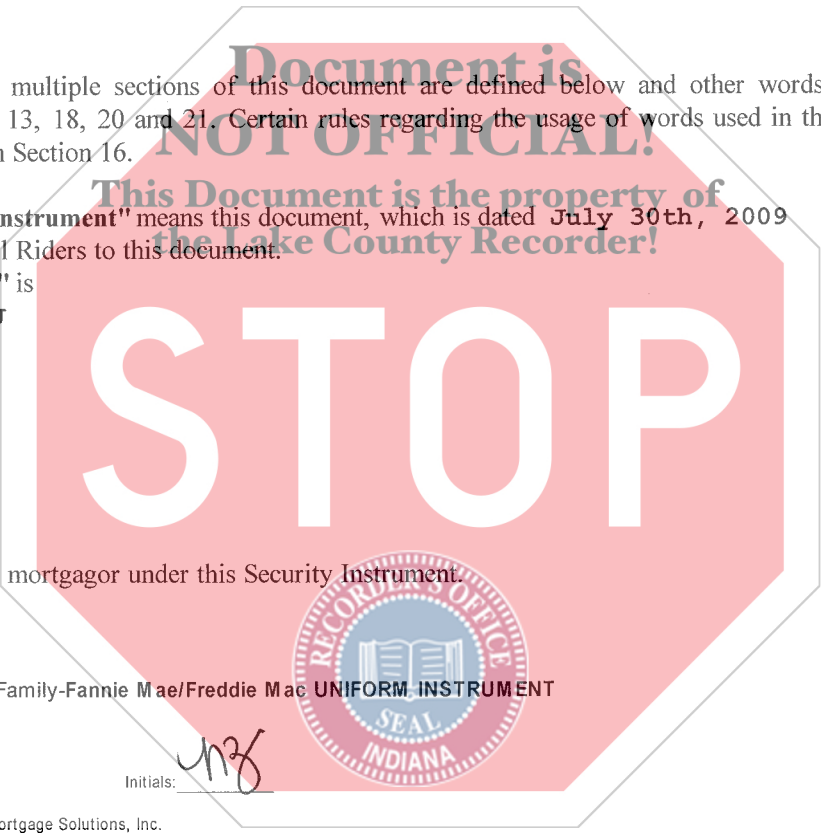 Document is
multiple sections of this document are defined below and other words
13, 18, 20 and 21. Certain rules regarding the usage of words used in th
n Section 16.
NOT OFFICIAL!
This Document is the property of
nstrument" means this document, which is dated July 30th, 2009
the Lake County Recorder!
l Riders to this document.
" is
STOP
mortgagor under this Security Instrument.
RECORDER'S OFFICE
Family-Fannie Mae/Freddie Mac UNIFORM INSTRUMENT
SEAL
INDIANA
Initials:
ortgage Solutions, Inc.